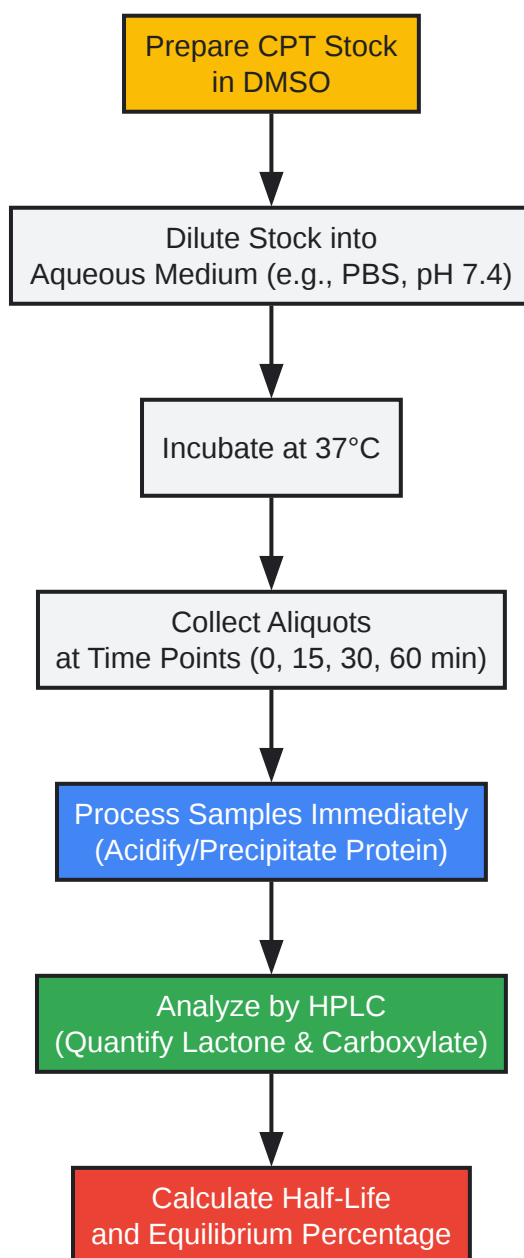 Prepare CPT Stock
in DMSO
Dilute Stock into
Aqueous Medium (e.g., PBS, pH 7.4)
Incubate at 37°C
Collect Aliquots
at Time Points (0, 15, 30, 60 min)
Process Samples Immediately
(Acidify/Precipitate Protein)
Analyze by HPLC
(Quantify Lactone & Carboxylate)
Calculate Half-Life
and Equilibrium Percentage